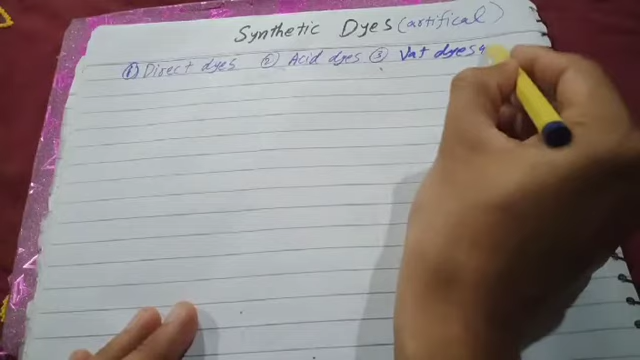 Synthetic Dyes (artifical)
① Direct dyes ② Acid dyes ③ Vat dyes